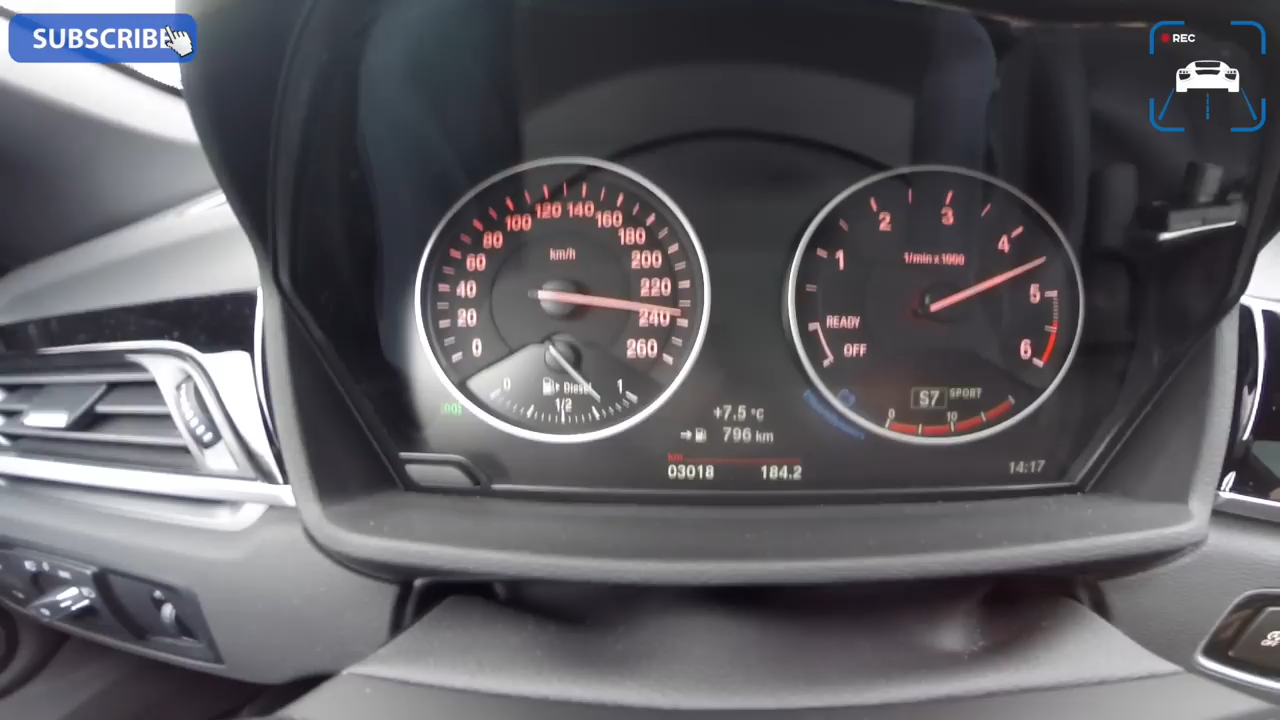 SUBSCRIBE
REC
0
20
40
60
80
100
120
140
160
180
200
220
240
260
km/h
0
1/2
1
Diesel
+7.5 °C
796 km
km
03018
184.2
1
2
3
4
5
6
1/min x 1000
READY
OFF
S7 SPORT
0
10
14:17